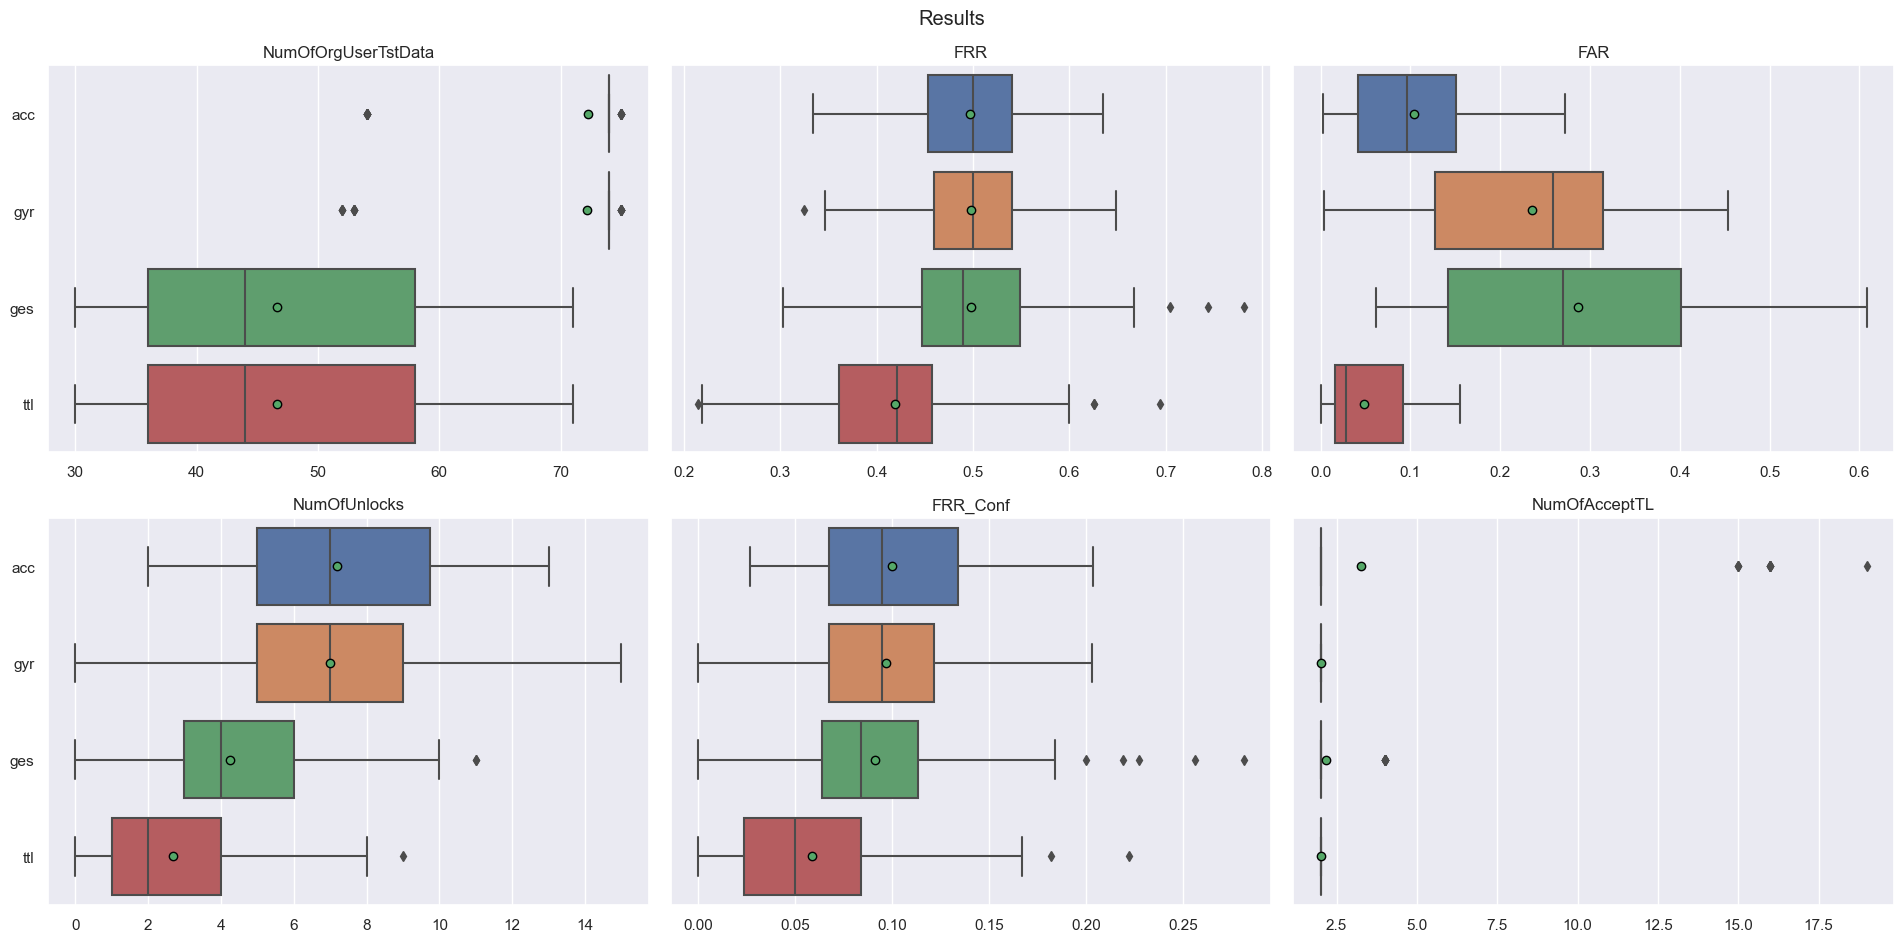 Results
NumOfOrgUserTstData
FRR
FAR
acc
gyr
ges
ttl
30 40 50 60 70
0.2 0.3 0.4 0.5 0.6 0.7 0.8
0.0 0.1 0.2 0.3 0.4 0.5 0.6
NumOfUnlocks
FRR_Conf
NumOfAcceptTL
acc
gyr
ges
ttl
0 2 4 6 8 10 12 14
0.00 0.05 0.10 0.15 0.20 0.25
2.5 5.0 7.5 10.0 12.5 15.0 17.5